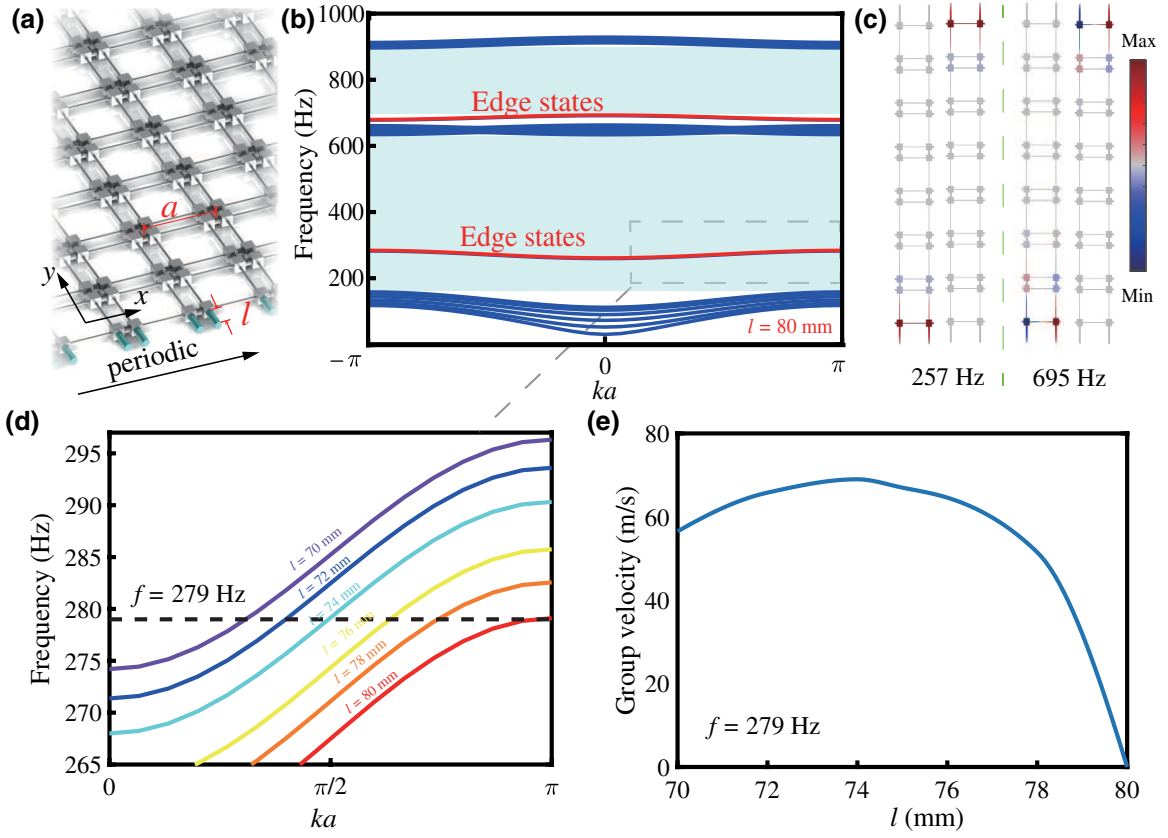 (a)
a
y
x
l
periodic
(b)
Frequency (Hz)
1000
800
600
400
200
0
Edge states
Edge states
l = 80 mm
−π
0
π
ka
(c)
Max
Min
257 Hz
695 Hz
(d)
Frequency (Hz)
295
290
285
280
275
270
265
f = 279 Hz
l = 70 mm
l = 72 mm
l = 74 mm
l = 76 mm
l = 78 mm
l = 80 mm
0
π/2
π
ka
(e)
Group velocity (m/s)
80
60
40
20
0
f = 279 Hz
70
72
74
76
78
80
l (mm)